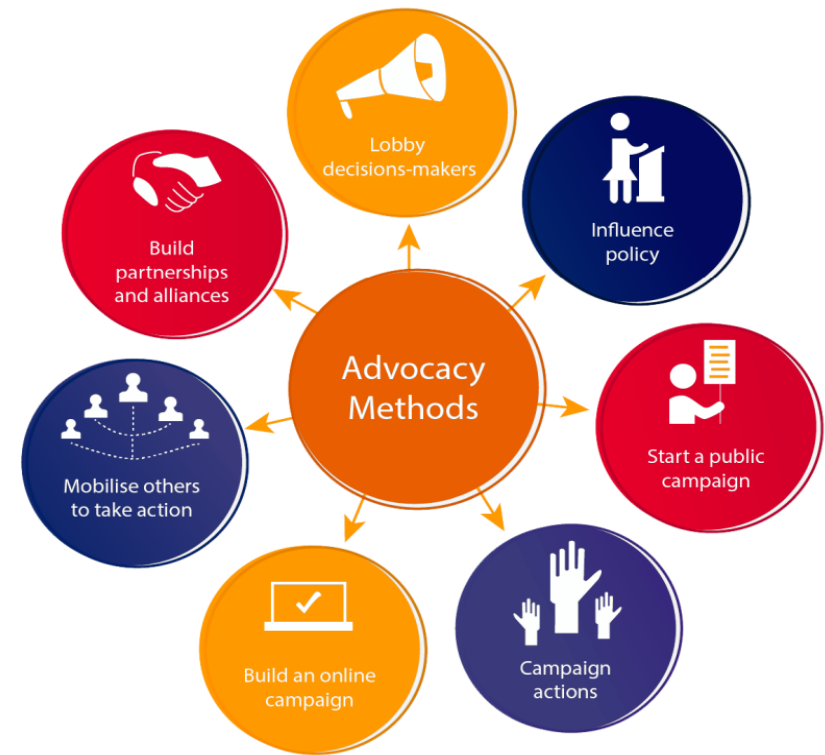 Advocacy
Methods
Lobby
decisions-makers
Influence
policy
Start a public
campaign
Campaign
actions
Build an online
campaign
Mobilise others
to take action
Build
partnerships
and alliances